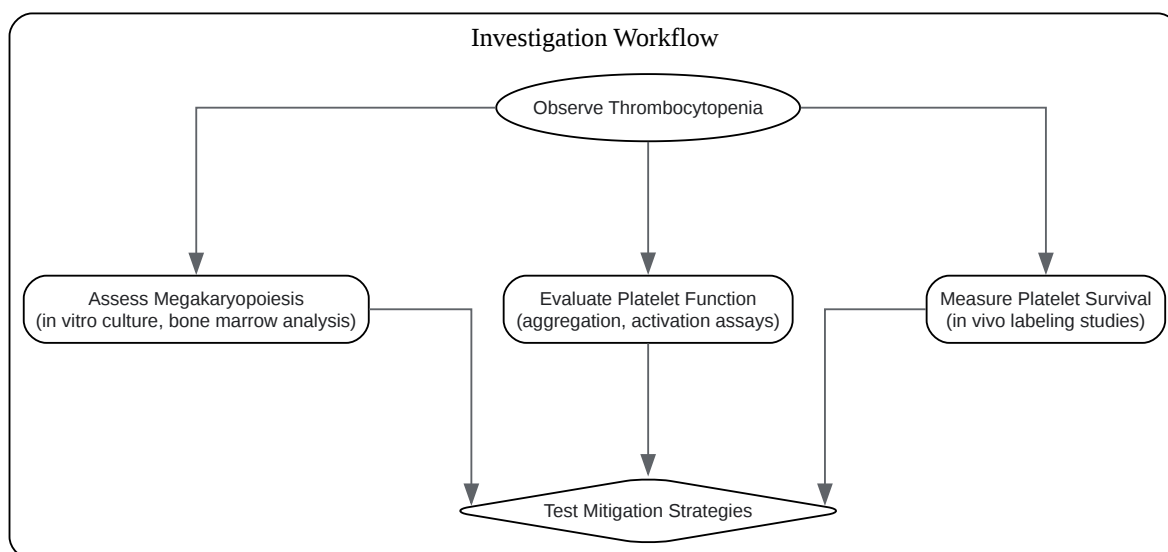 Investigation Workflow
Observe Thrombocytopenia
Assess Megakaryopoiesis
(in vitro culture, bone marrow analysis)
Evaluate Platelet Function
(aggregation, activation assays)
Measure Platelet Survival
(in vivo labeling studies)
Test Mitigation Strategies